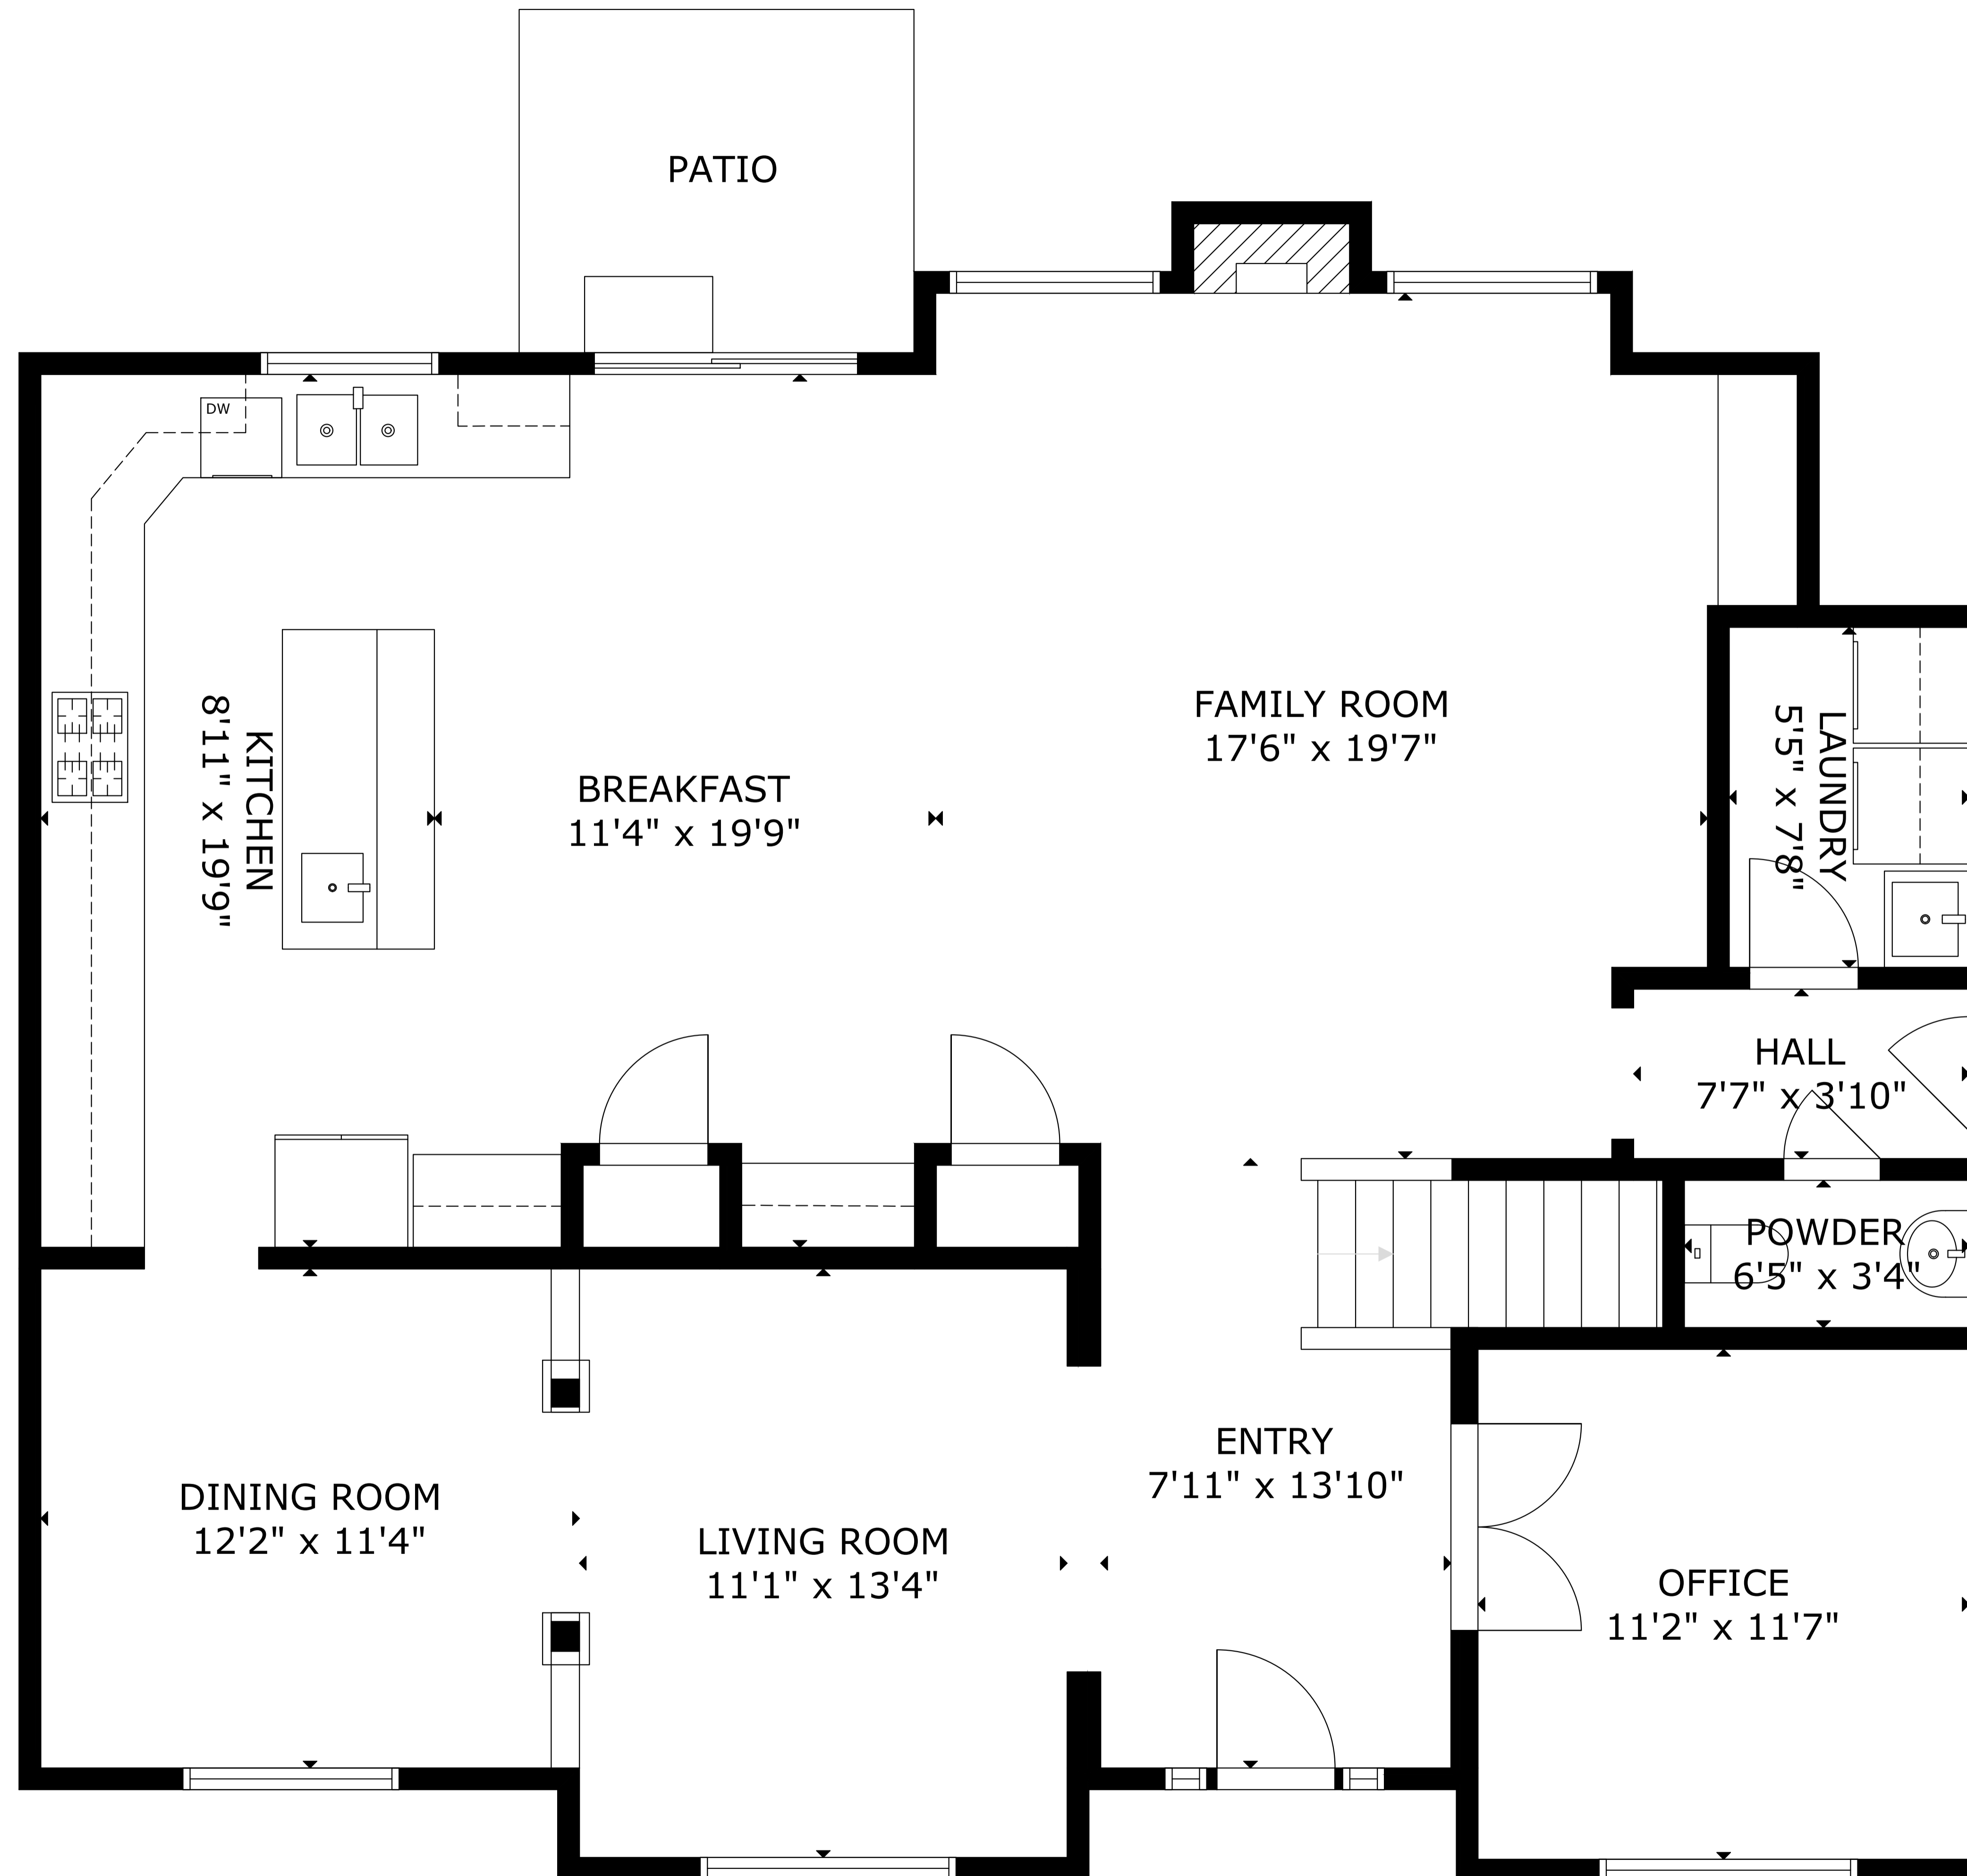 PATIO
DW
FAMILY ROOM
17'6" x 19'7"
KITCHEN
8'11" x 19'9"
BREAKFAST
11'4" x 19'9"
LAUNDRY
5'5" x 7'8"
HALL
7'7" x 3'10"
POWDER
6'5" x 3'4"
ENTRY
7'11" x 13'10"
DINING ROOM
12'2" x 11'4"
LIVING ROOM
11'1" x 13'4"
OFFICE
11'2" x 11'7"